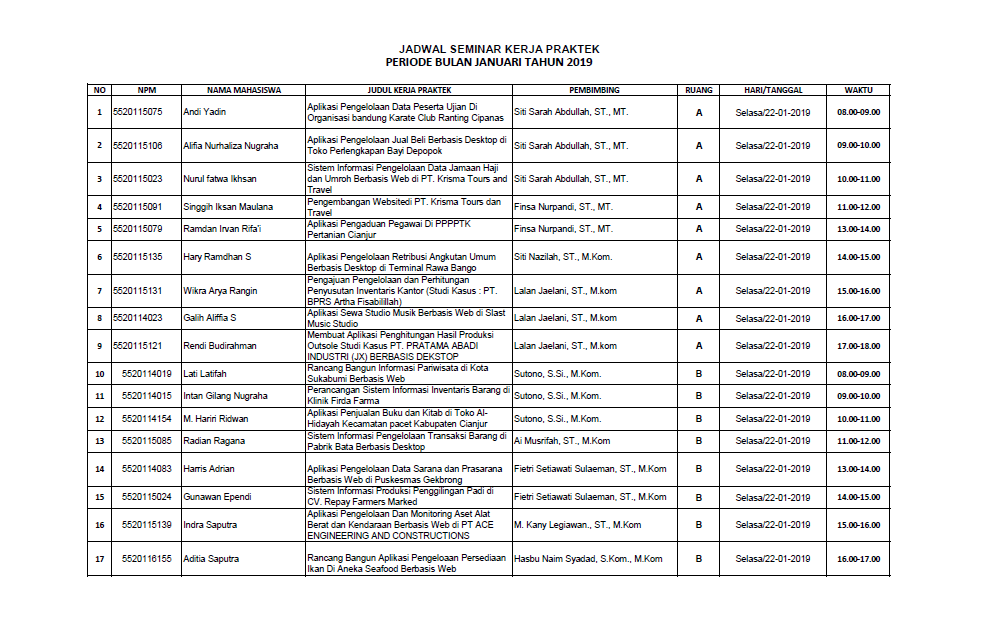 JADWAL SEMINAR KERJA PRAKTEK
PERIODE BULAN JANUARI TAHUN 2019
NO NPM NAMA MAHASISWA JUDUL KERJA PRAKTEK PEMBIMBING RUANG HARI/TANGGAL WAKTU
1 5520115075 Andi Yadin Aplikasi Pengelolaan Data Peserta Ujian Di
Organisasi bandung Karate Club Ranting Cipanas Siti Sarah Abdullah, ST., MT. A Selasa/22-01-2019 08.00-09.00
2 5520115106 Alifia Nurhaliza Nugraha Aplikasi Pengelolaan Jual Beli Berbasis Desktop di
Toko Perlengkapan Bayi Depopok Siti Sarah Abdullah, ST., MT. A Selasa/22-01-2019 09.00-10.00
3 5520115023 Nurul fatwa Ikhsan Sistem Informasi Pengelolaan Data Jamaan Haji
dan Umroh Berbasis Web di PT. Krisma Tours and
Travel Siti Sarah Abdullah, ST., MT. A Selasa/22-01-2019 10.00-11.00
4 5520115091 Singgih Iksan Maulana Pengembangan Websitedi PT. Krisma Tours dan
Travel Finsa Nurpandi, ST., MT. A Selasa/22-01-2019 11.00-12.00
5 5520115079 Ramdan Irvan Rifa'i Aplikasi Pengaduan Pegawai Di PPPPTK
Pertanian Cianjur Finsa Nurpandi, ST., MT. A Selasa/22-01-2019 13.00-14.00
6 5520115135 Hary Ramdhan S Aplikasi Pengelolaan Retribusi Angkutan Umum
Berbasis Desktop di Terminal Rawa Bango Siti Nazilah, ST., M.Kom. A Selasa/22-01-2019 14.00-15.00
7 5520115131 Wikra Arya Rangin Pengajuan Pengelolaan dan Perhitungan
Penyusutan Inventaris Kantor (Studi Kasus : PT.
BPRS Artha Fisabilillah) Lalan Jaelani, ST., M.kom A Selasa/22-01-2019 15.00-16.00
8 5520114023 Galih Aliffia S Aplikasi Sewa Studio Musik Berbasis Web di Slast
Music Studio Lalan Jaelani, ST., M.kom A Selasa/22-01-2019 16.00-17.00
9 5520115121 Rendi Budirahman Membuat Aplikasi Penghitungan Hasil Produksi
Outsole Studi Kasus PT. PRATAMA ABADI
INDUSTRI (JX) BERBASIS DEKSTOP Lalan Jaelani, ST., M.kom A Selasa/22-01-2019 17.00-18.00
10 5520114019 Lati Latifah Rancang Bangun Informasi Pariwisata di Kota
Sukabumi Berbasis Web Sutono, S.Si., M.Kom. B Selasa/22-01-2019 08.00-09.00
11 5520114015 Intan Gilang Nugraha Perancangan Sistem Informasi Inventaris Barang di
Klinik Firda Farma Sutono, S.Si., M.Kom. B Selasa/22-01-2019 09.00-10.00
12 5520114154 M. Hariri Ridwan Aplikasi Penjualan Buku dan Kitab di Toko Al-
Hidayah Kecamatan pacet Kabupaten Cianjur Sutono, S.Si., M.Kom. B Selasa/22-01-2019 10.00-11.00
13 5520115085 Radian Ragana Sistem Informasi Pengelolaan Transaksi Barang di
Pabrik Bata Berbasis Desktop Ai Musrifah, ST., M.Kom B Selasa/22-01-2019 11.00-12.00
14 5520114083 Harris Adrian Aplikasi Pengelolaan Data Sarana dan Prasarana
Berbasis Web di Puskesmas Gekbrong Fietri Setiawati Sulaeman, ST., M.Kom B Selasa/22-01-2019 13.00-14.00
15 5520115024 Gunawan Ependi Sistem Informasi Produksi Penggilingan Padi di
CV. Repay Farmers Marked Fietri Setiawati Sulaeman, ST., M.Kom B Selasa/22-01-2019 14.00-15.00
16 5520115139 Indra Saputra Aplikasi Pengelolaan Dan Monitoring Aset Alat
Berat dan Kendaraan Berbasis Web di PT ACE
ENGINEERING AND CONSTRUCTIONS M. Kany Legiawan., ST., M.Kom B Selasa/22-01-2019 15.00-16.00
17 5520116155 Aditia Saputra Rancang Bangun Aplikasi Pengeloaan Persediaan
Ikan Di Aneka Seafood Berbasis Web Hasbu Naim Syadad, S.Kom., M.Kom B Selasa/22-01-2019 16.00-17.00